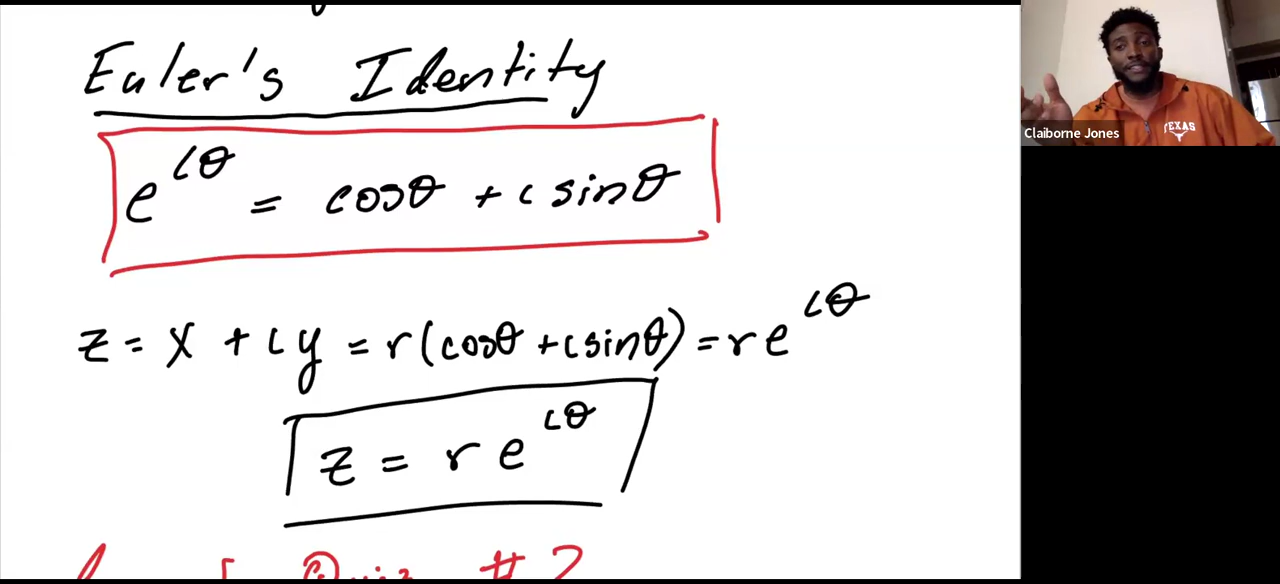 Euler's Identity
e^{iθ} = cosθ + i sinθ
z = x + iy = r(cosθ + i sinθ) = re^{iθ}
z = re^{iθ}
Quiz #2
Claiborne Jones
TEXAS